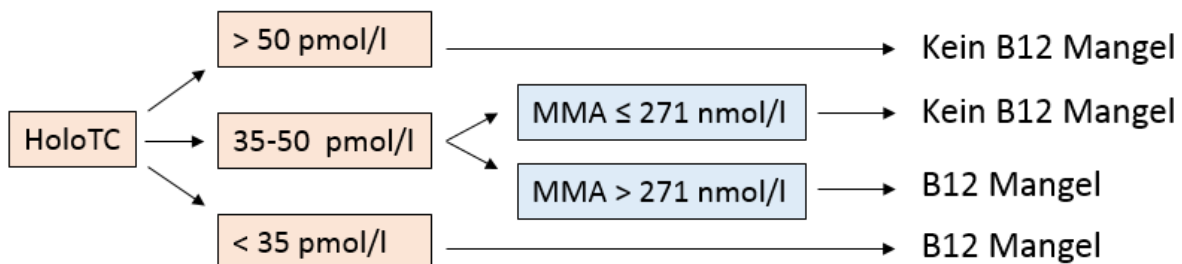 > 50 pmol/l
Kein B12 Mangel
HoloTC
35-50 pmol/l
MMA ≤ 271 nmol/l
Kein B12 Mangel
MMA > 271 nmol/l
B12 Mangel
< 35 pmol/l
B12 Mangel